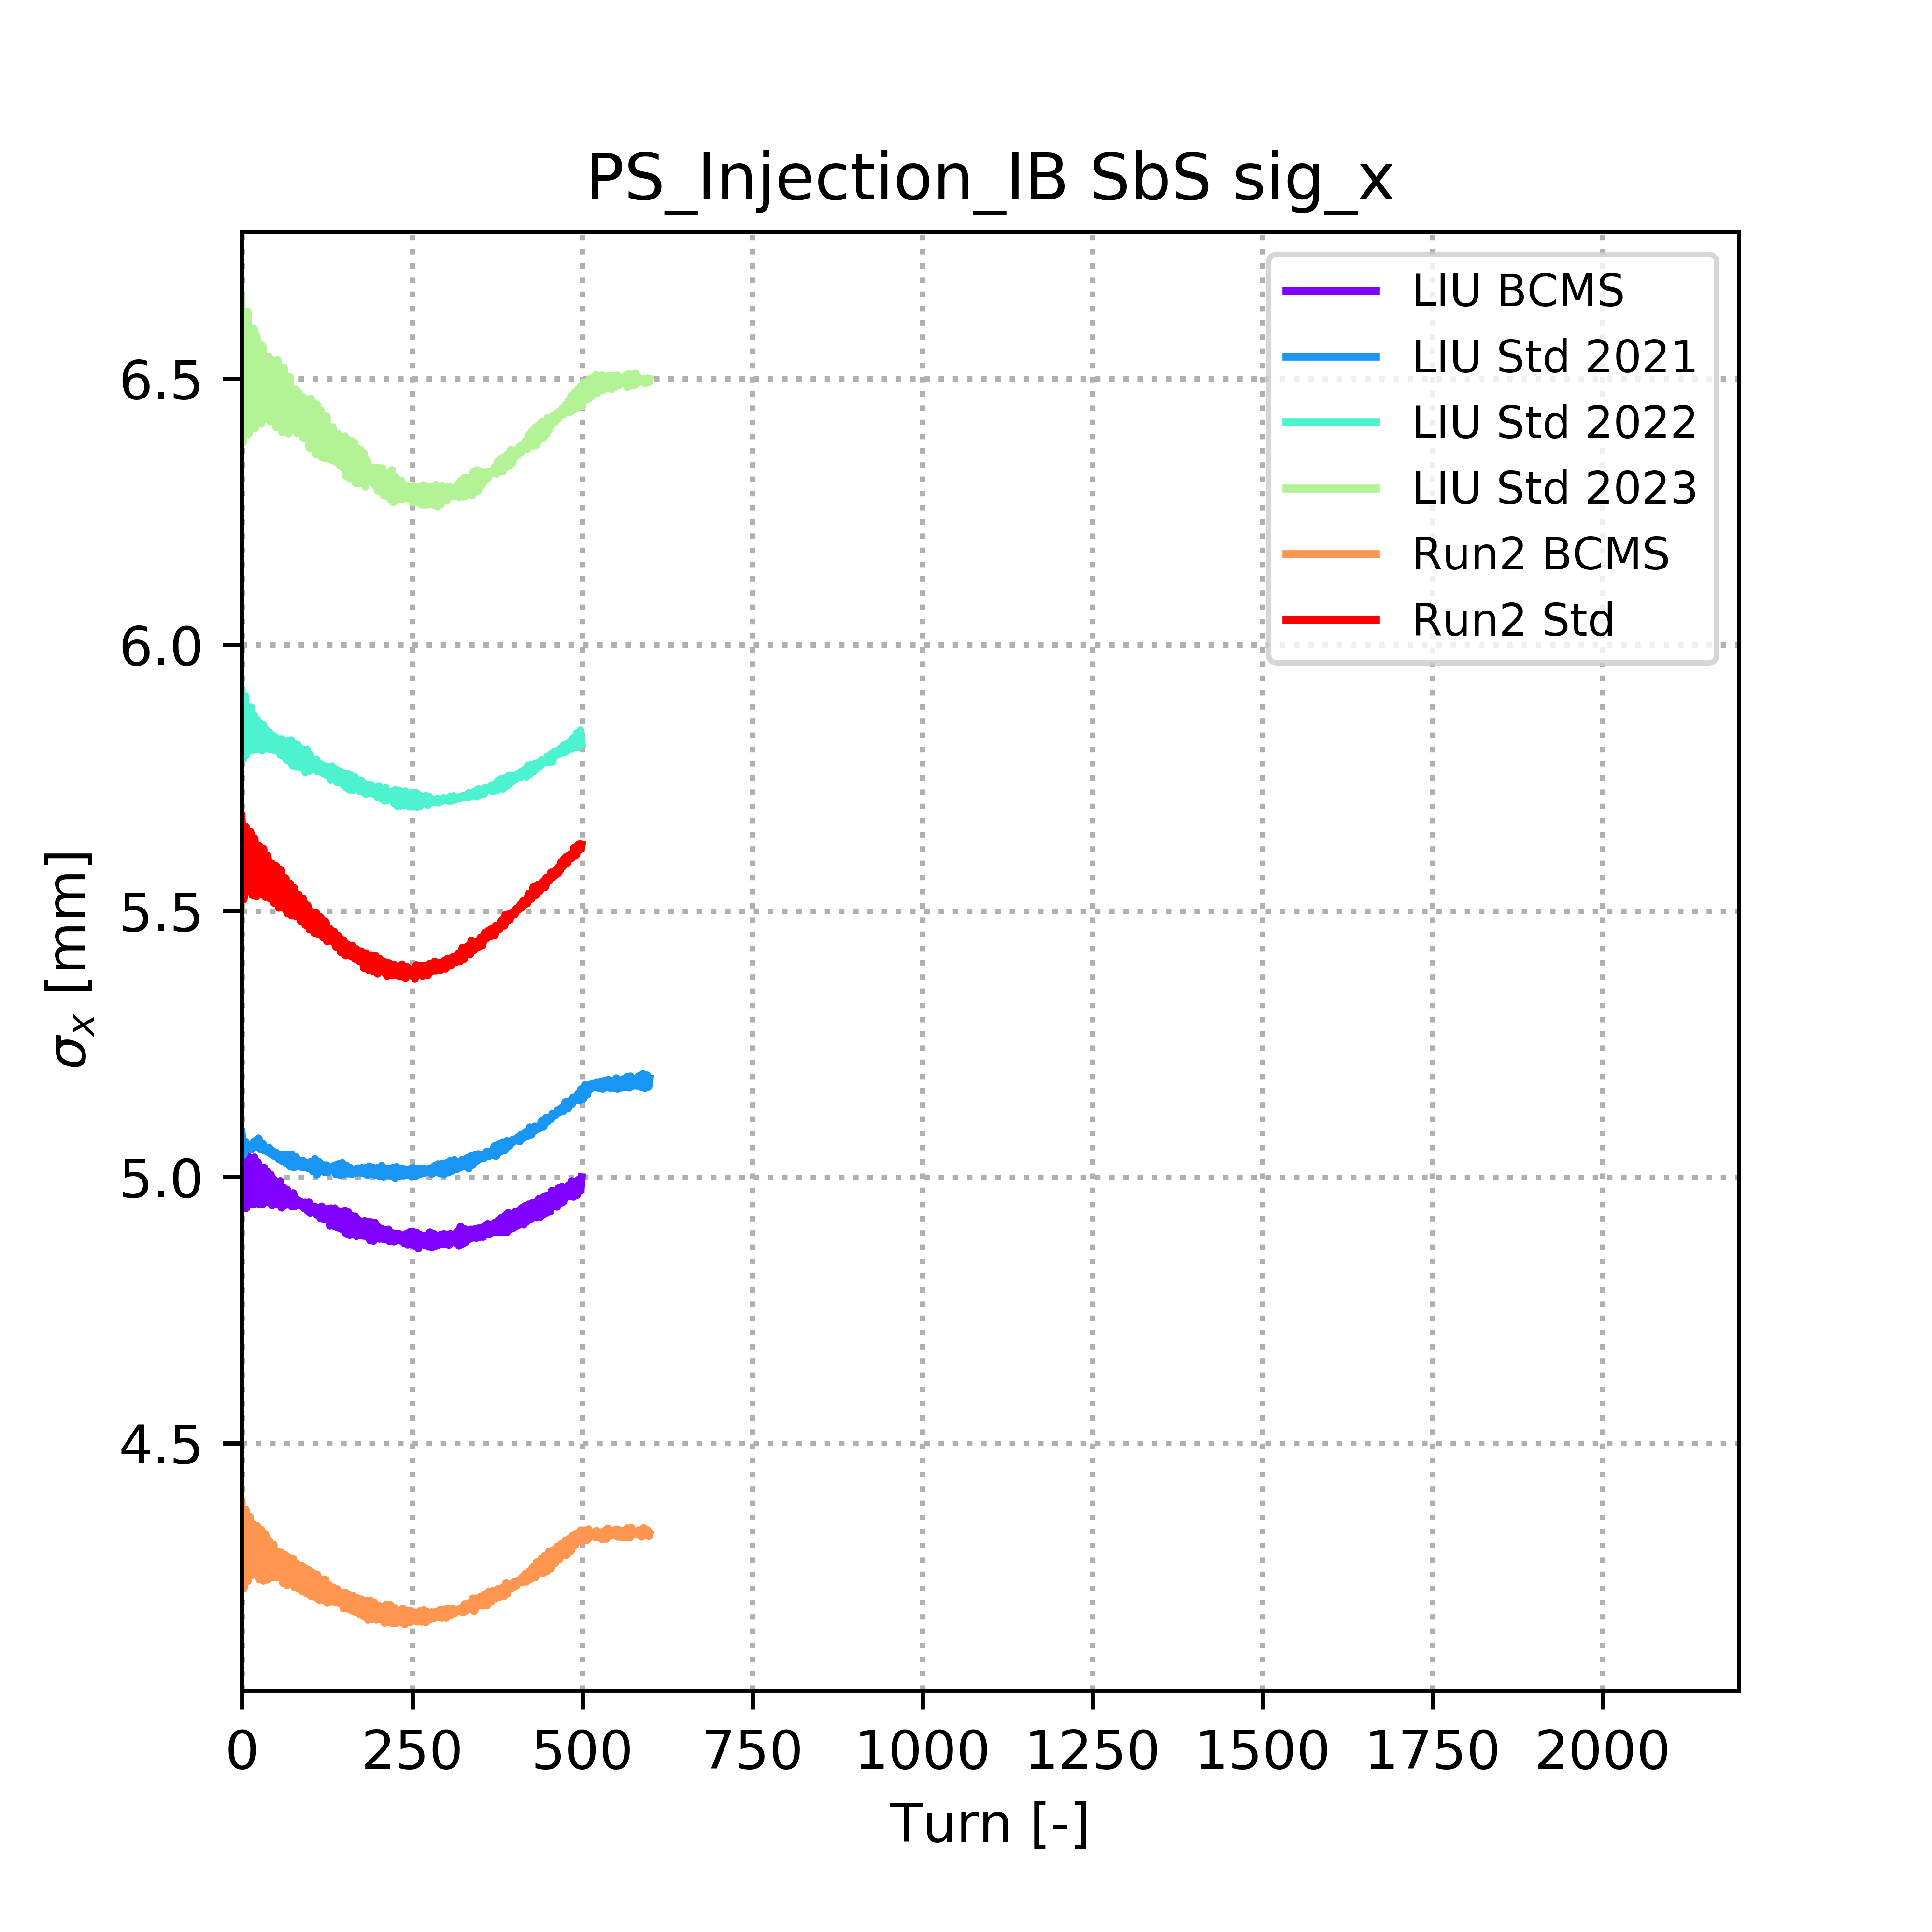 PS_Injection_IB SbS sig_x
LIU BCMS
LIU Std 2021
LIU Std 2022
LIU Std 2023
Run2 BCMS
Run2 Std
6.5
6.0
5.5
5.0
4.5
σx [mm]
0 250 500 750 1000 1250 1500 1750 2000
Turn [-]